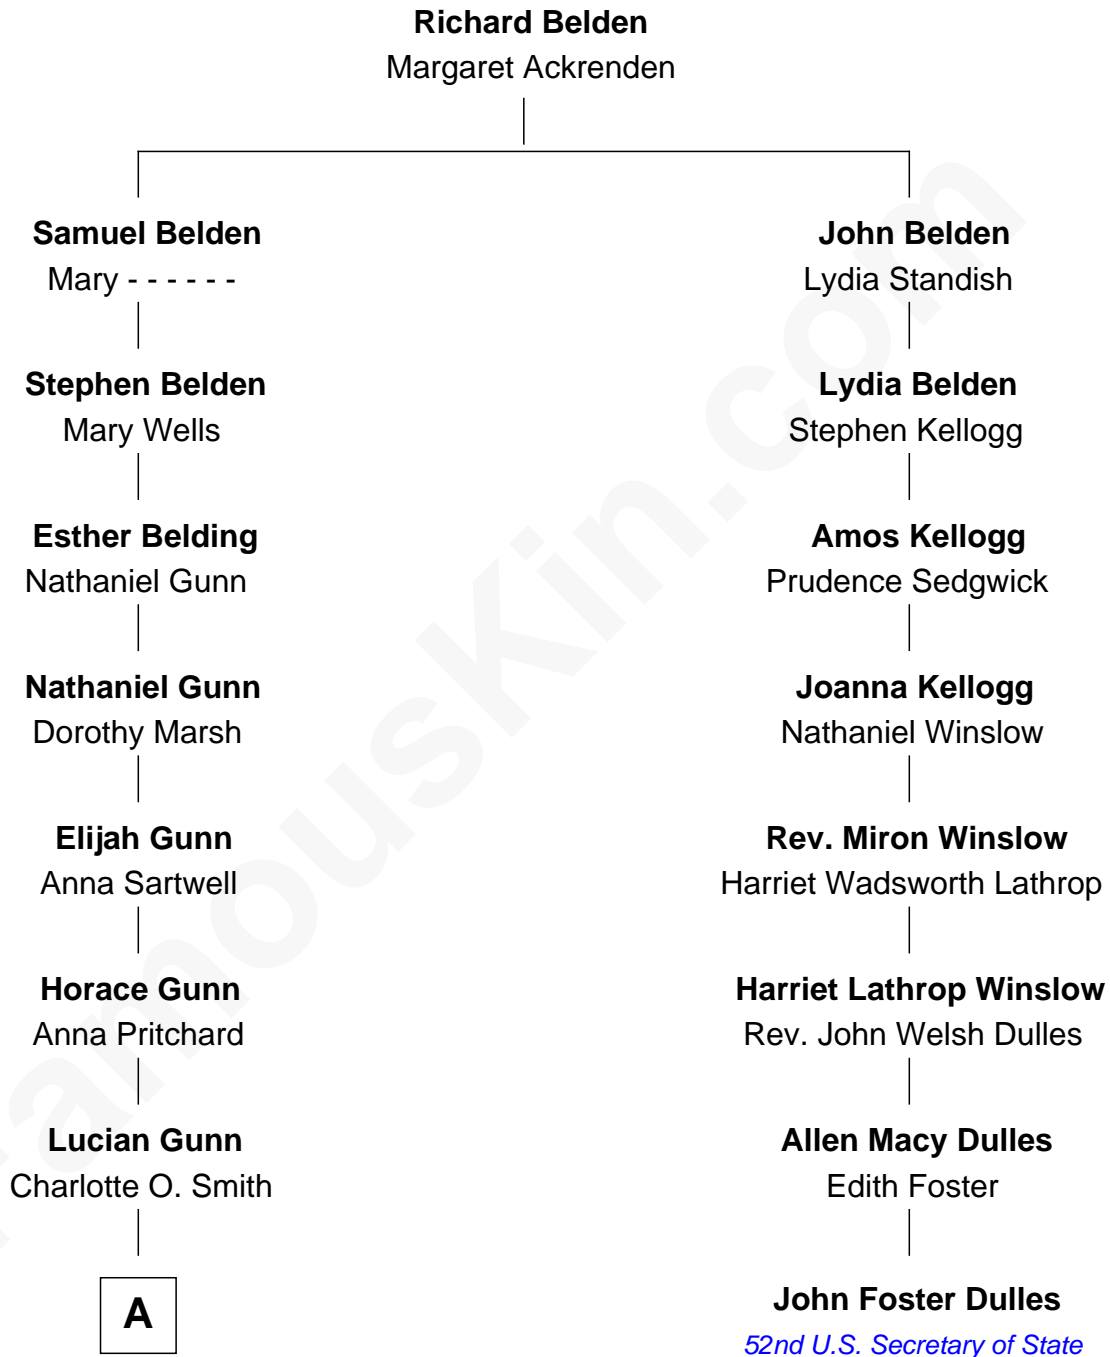 Richard Belden
Margaret Ackrenden
Samuel Belden
Mary - - - - - -
John Belden
Lydia Standish
Stephen Belden
Mary Wells
Lydia Belden
Stephen Kellogg
Esther Belding
Nathaniel Gunn
Amos Kellogg
Prudence Sedgwick
Nathaniel Gunn
Dorothy Marsh
Joanna Kellogg
Nathaniel Winslow
Elijah Gunn
Anna Sartwell
Rev. Miron Winslow
Harriet Wadsworth Lathrop
Horace Gunn
Anna Pritchard
Harriet Lathrop Winslow
Rev. John Welsh Dulles
Lucian Gunn
Charlotte O. Smith
Allen Macy Dulles
Edith Foster
A
John Foster Dulles
52nd U.S. Secretary of State
FamousKin.com